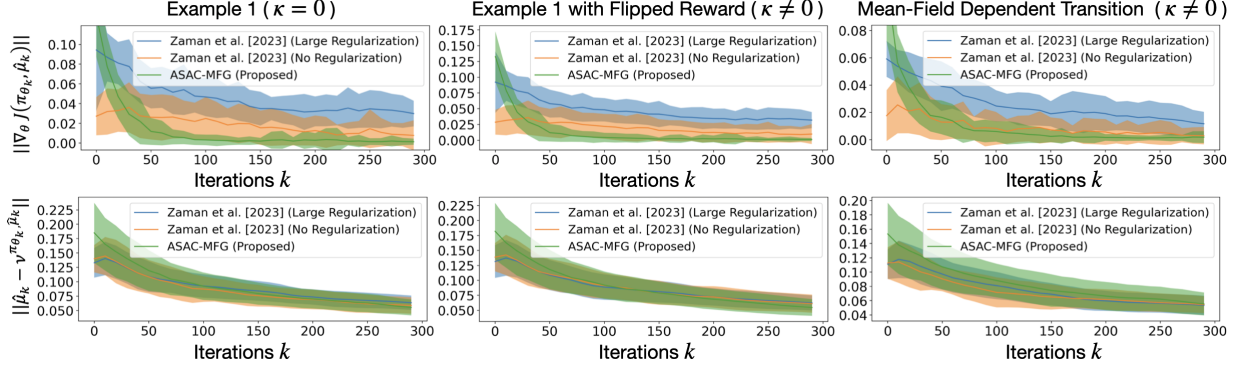 Example 1 (κ = 0)
Example 1 with Flipped Reward (κ ≠ 0)
Mean-Field Dependent Transition (κ ≠ 0)
||∇θ J(πθk, μ̂k)||
0.10
0.08
0.06
0.04
0.02
0.00
Zaman et al. [2023] (Large Regularization)
Zaman et al. [2023] (No Regularization)
ASAC-MFG (Proposed)
0 50 100 150 200 250 300
Iterations k
0.175
0.150
0.125
0.100
0.075
0.050
0.025
0.000
Zaman et al. [2023] (Large Regularization)
Zaman et al. [2023] (No Regularization)
ASAC-MFG (Proposed)
0 50 100 150 200 250 300
Iterations k
0.08
0.06
0.04
0.02
0.00
Zaman et al. [2023] (Large Regularization)
Zaman et al. [2023] (No Regularization)
ASAC-MFG (Proposed)
0 50 100 150 200 250 300
Iterations k
||μ̂k − νπθk,μ̂k||
0.225
0.200
0.175
0.150
0.125
0.100
0.075
0.050
Zaman et al. [2023] (Large Regularization)
Zaman et al. [2023] (No Regularization)
ASAC-MFG (Proposed)
0 50 100 150 200 250 300
Iterations k
0.225
0.200
0.175
0.150
0.125
0.100
0.075
0.050
Zaman et al. [2023] (Large Regularization)
Zaman et al. [2023] (No Regularization)
ASAC-MFG (Proposed)
0 50 100 150 200 250 300
Iterations k
0.20
0.18
0.16
0.14
0.12
0.10
0.08
0.06
0.04
Zaman et al. [2023] (Large Regularization)
Zaman et al. [2023] (No Regularization)
ASAC-MFG (Proposed)
0 50 100 150 200 250 300
Iterations k